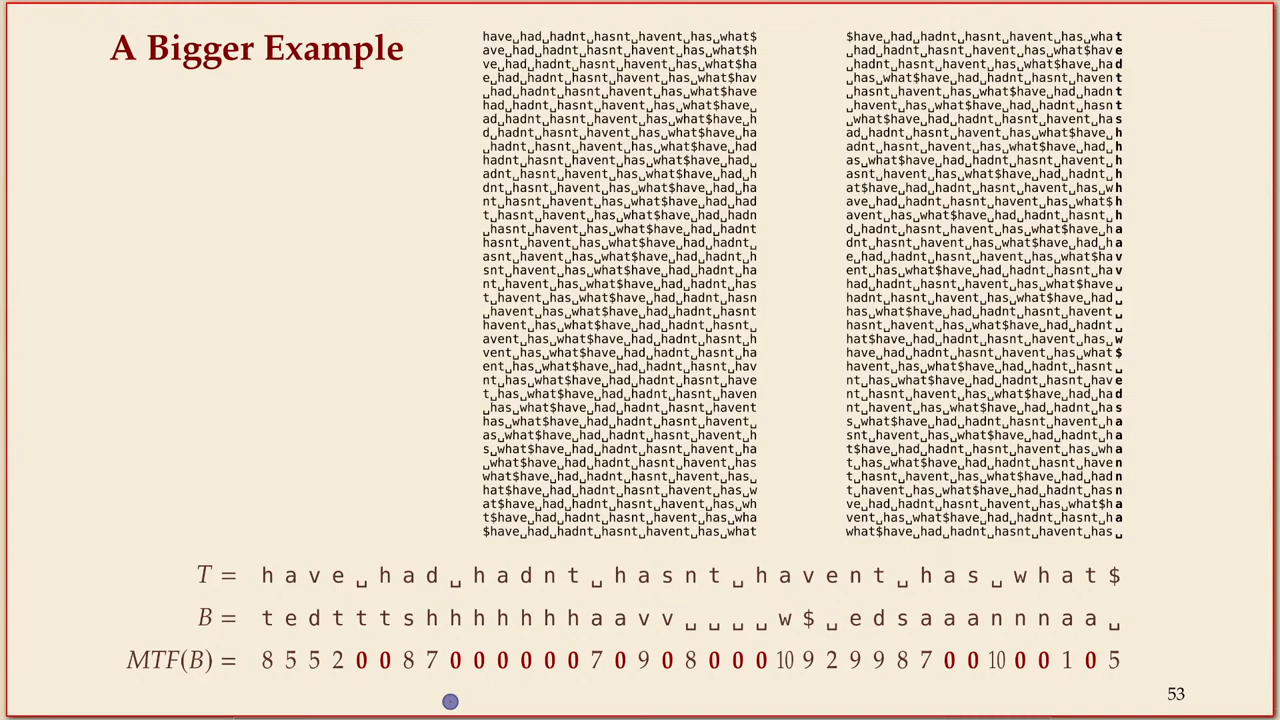 A Bigger Example
have␣had␣hadnt␣hasnt␣havent␣has␣what$
ave␣had␣hadnt␣hasnt␣havent␣has␣what$h
ve␣had␣hadnt␣hasnt␣havent␣has␣what$ha
e␣had␣hadnt␣hasnt␣havent␣has␣what$hav
␣had␣hadnt␣hasnt␣havent␣has␣what$have
had␣hadnt␣hasnt␣havent␣has␣what$have␣
ad␣hadnt␣hasnt␣havent␣has␣what$have␣h
d␣hadnt␣hasnt␣havent␣has␣what$have␣ha
␣hadnt␣hasnt␣havent␣has␣what$have␣had
hadnt␣hasnt␣havent␣has␣what$have␣had␣
adnt␣hasnt␣havent␣has␣what$have␣had␣h
dnt␣hasnt␣havent␣has␣what$have␣had␣ha
nt␣hasnt␣havent␣has␣what$have␣had␣had
t␣hasnt␣havent␣has␣what$have␣had␣hadn
␣hasnt␣havent␣has␣what$have␣had␣hadnt
hasnt␣havent␣has␣what$have␣had␣hadnt␣
asnt␣havent␣has␣what$have␣had␣hadnt␣h
snt␣havent␣has␣what$have␣had␣hadnt␣ha
nt␣havent␣has␣what$have␣had␣hadnt␣has
t␣havent␣has␣what$have␣had␣hadnt␣hasn
␣havent␣has␣what$have␣had␣hadnt␣hasnt
havent␣has␣what$have␣had␣hadnt␣hasnt␣
avent␣has␣what$have␣had␣hadnt␣hasnt␣h
vent␣has␣what$have␣had␣hadnt␣hasnt␣ha
ent␣has␣what$have␣had␣hadnt␣hasnt␣hav
nt␣has␣what$have␣had␣hadnt␣hasnt␣have
t␣has␣what$have␣had␣hadnt␣hasnt␣haven
␣has␣what$have␣had␣hadnt␣hasnt␣havent
has␣what$have␣had␣hadnt␣hasnt␣havent␣
as␣what$have␣had␣hadnt␣hasnt␣havent␣h
s␣what$have␣had␣hadnt␣hasnt␣havent␣ha
␣what$have␣had␣hadnt␣hasnt␣havent␣has
what$have␣had␣hadnt␣hasnt␣havent␣has␣
hat$have␣had␣hadnt␣hasnt␣havent␣has␣w
at$have␣had␣hadnt␣hasnt␣havent␣has␣wh
t$have␣had␣hadnt␣hasnt␣havent␣has␣wha
$have␣had␣hadnt␣hasnt␣havent␣has␣what
$have␣had␣hadnt␣hasnt␣havent␣has␣what
␣had␣hadnt␣hasnt␣havent␣has␣what$have
␣hadnt␣hasnt␣havent␣has␣what$have␣had
␣has␣what$have␣had␣hadnt␣hasnt␣havent
␣hasnt␣havent␣has␣what$have␣had␣hadnt
␣havent␣has␣what$have␣had␣hadnt␣hasnt
␣what$have␣had␣hadnt␣hasnt␣havent␣has
ad␣hadnt␣hasnt␣havent␣has␣what$have␣h
adnt␣hasnt␣havent␣has␣what$have␣had␣h
as␣what$have␣had␣hadnt␣hasnt␣havent␣h
asnt␣havent␣has␣what$have␣had␣hadnt␣h
at$have␣had␣hadnt␣hasnt␣havent␣has␣wh
ave␣had␣hadnt␣hasnt␣havent␣has␣what$h
avent␣has␣what$have␣had␣hadnt␣hasnt␣h
d␣hadnt␣hasnt␣havent␣has␣what$have␣ha
dnt␣hasnt␣havent␣has␣what$have␣had␣ha
e␣had␣hadnt␣hasnt␣havent␣has␣what$hav
ent␣has␣what$have␣had␣hadnt␣hasnt␣hav
had␣hadnt␣hasnt␣havent␣has␣what$have␣
hadnt␣hasnt␣havent␣has␣what$have␣had␣
has␣what$have␣had␣hadnt␣hasnt␣havent␣
hasnt␣havent␣has␣what$have␣had␣hadnt␣
hat$have␣had␣hadnt␣hasnt␣havent␣has␣w
have␣had␣hadnt␣hasnt␣havent␣has␣what$
havent␣has␣what$have␣had␣hadnt␣hasnt␣
nt␣has␣what$have␣had␣hadnt␣hasnt␣have
nt␣hasnt␣havent␣has␣what$have␣had␣had
nt␣havent␣has␣what$have␣had␣hadnt␣has
s␣what$have␣had␣hadnt␣hasnt␣havent␣ha
snt␣havent␣has␣what$have␣had␣hadnt␣ha
t$have␣had␣hadnt␣hasnt␣havent␣has␣wha
t␣has␣what$have␣had␣hadnt␣hasnt␣haven
t␣hasnt␣havent␣has␣what$have␣had␣hadn
t␣havent␣has␣what$have␣had␣hadnt␣hasn
ve␣had␣hadnt␣hasnt␣havent␣has␣what$ha
vent␣has␣what$have␣had␣hadnt␣hasnt␣ha
what$have␣had␣hadnt␣hasnt␣havent␣has␣
T = h a v e ␣ h a d ␣ h a d n t ␣ h a s n t ␣ h a v e n t ␣ h a s ␣ w h a t $
B = t e d t t t s h h h h h h h a a v v ␣ ␣ ␣ ␣ w $ ␣ e d s a a a n n n a a ␣
MTF(B) = 8 5 5 2 0 0 8 7 0 0 0 0 0 0 7 0 9 0 8 0 0 0 10 9 2 9 9 8 7 0 0 10 0 0 1 0 5
53